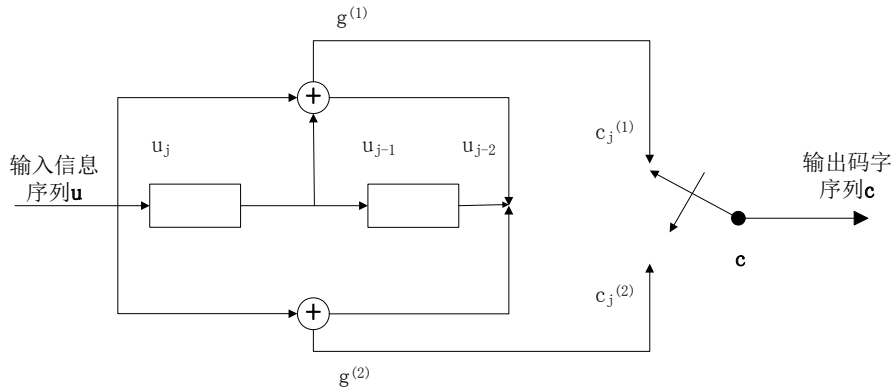 g(1)
+
cj(1)
uj
uj-1
uj-2
输入信息
序列u
输出码字
序列c
c
cj(2)
+
g(2)